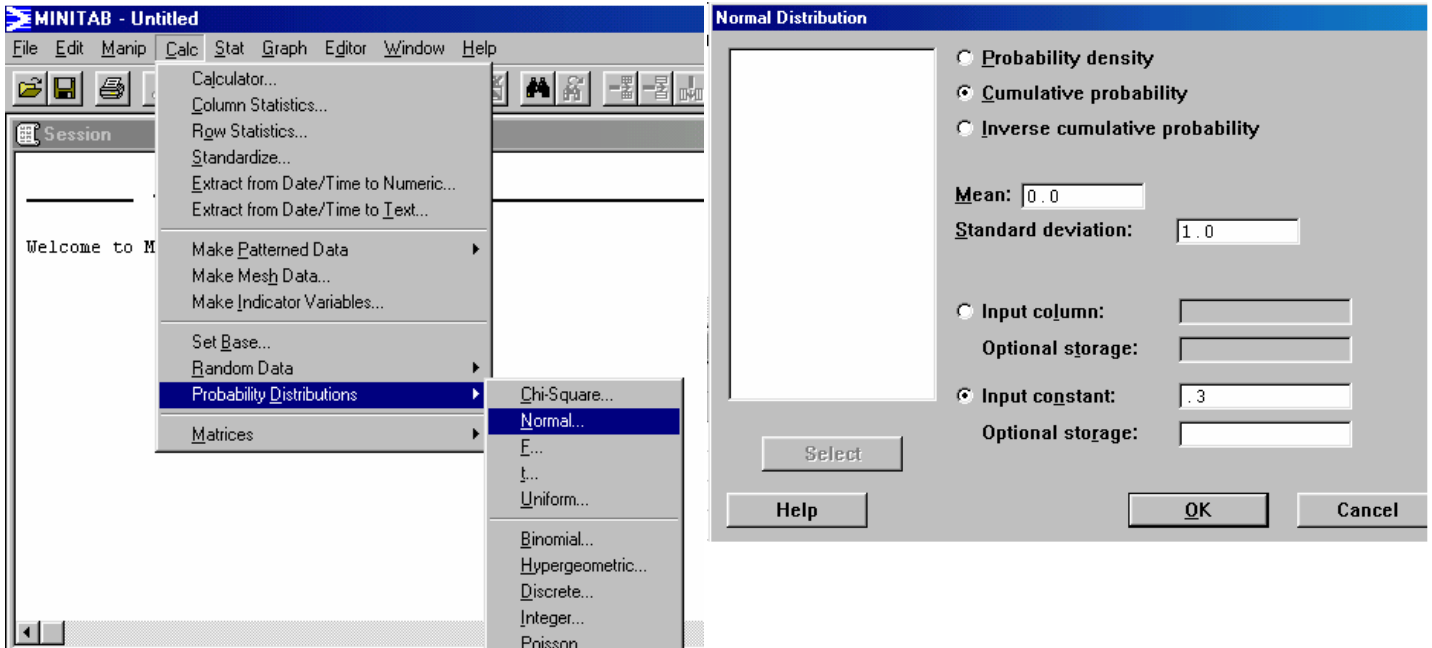 MINITAB - Untitled
File Edit Manip Calc Stat Graph Editor Window Help
Calculator...
Column Statistics...
Row Statistics...
Standardize...
Extract from Date/Time to Numeric...
Extract from Date/Time to Text...
Make Patterned Data
Make Mesh Data...
Make Indicator Variables...
Set Base...
Random Data
Probability Distributions
Matrices
Session
Welcome to M
Chi-Square...
Normal...
F...
t...
Uniform...
Binomial...
Hypergeometric...
Discrete...
Integer...
Poisson
Normal Distribution
Probability density
Cumulative probability
Inverse cumulative probability
Mean: 0.0
Standard deviation: 1.0
Input column:
Optional storage:
Input constant: .3
Optional storage:
Select
Help OK Cancel